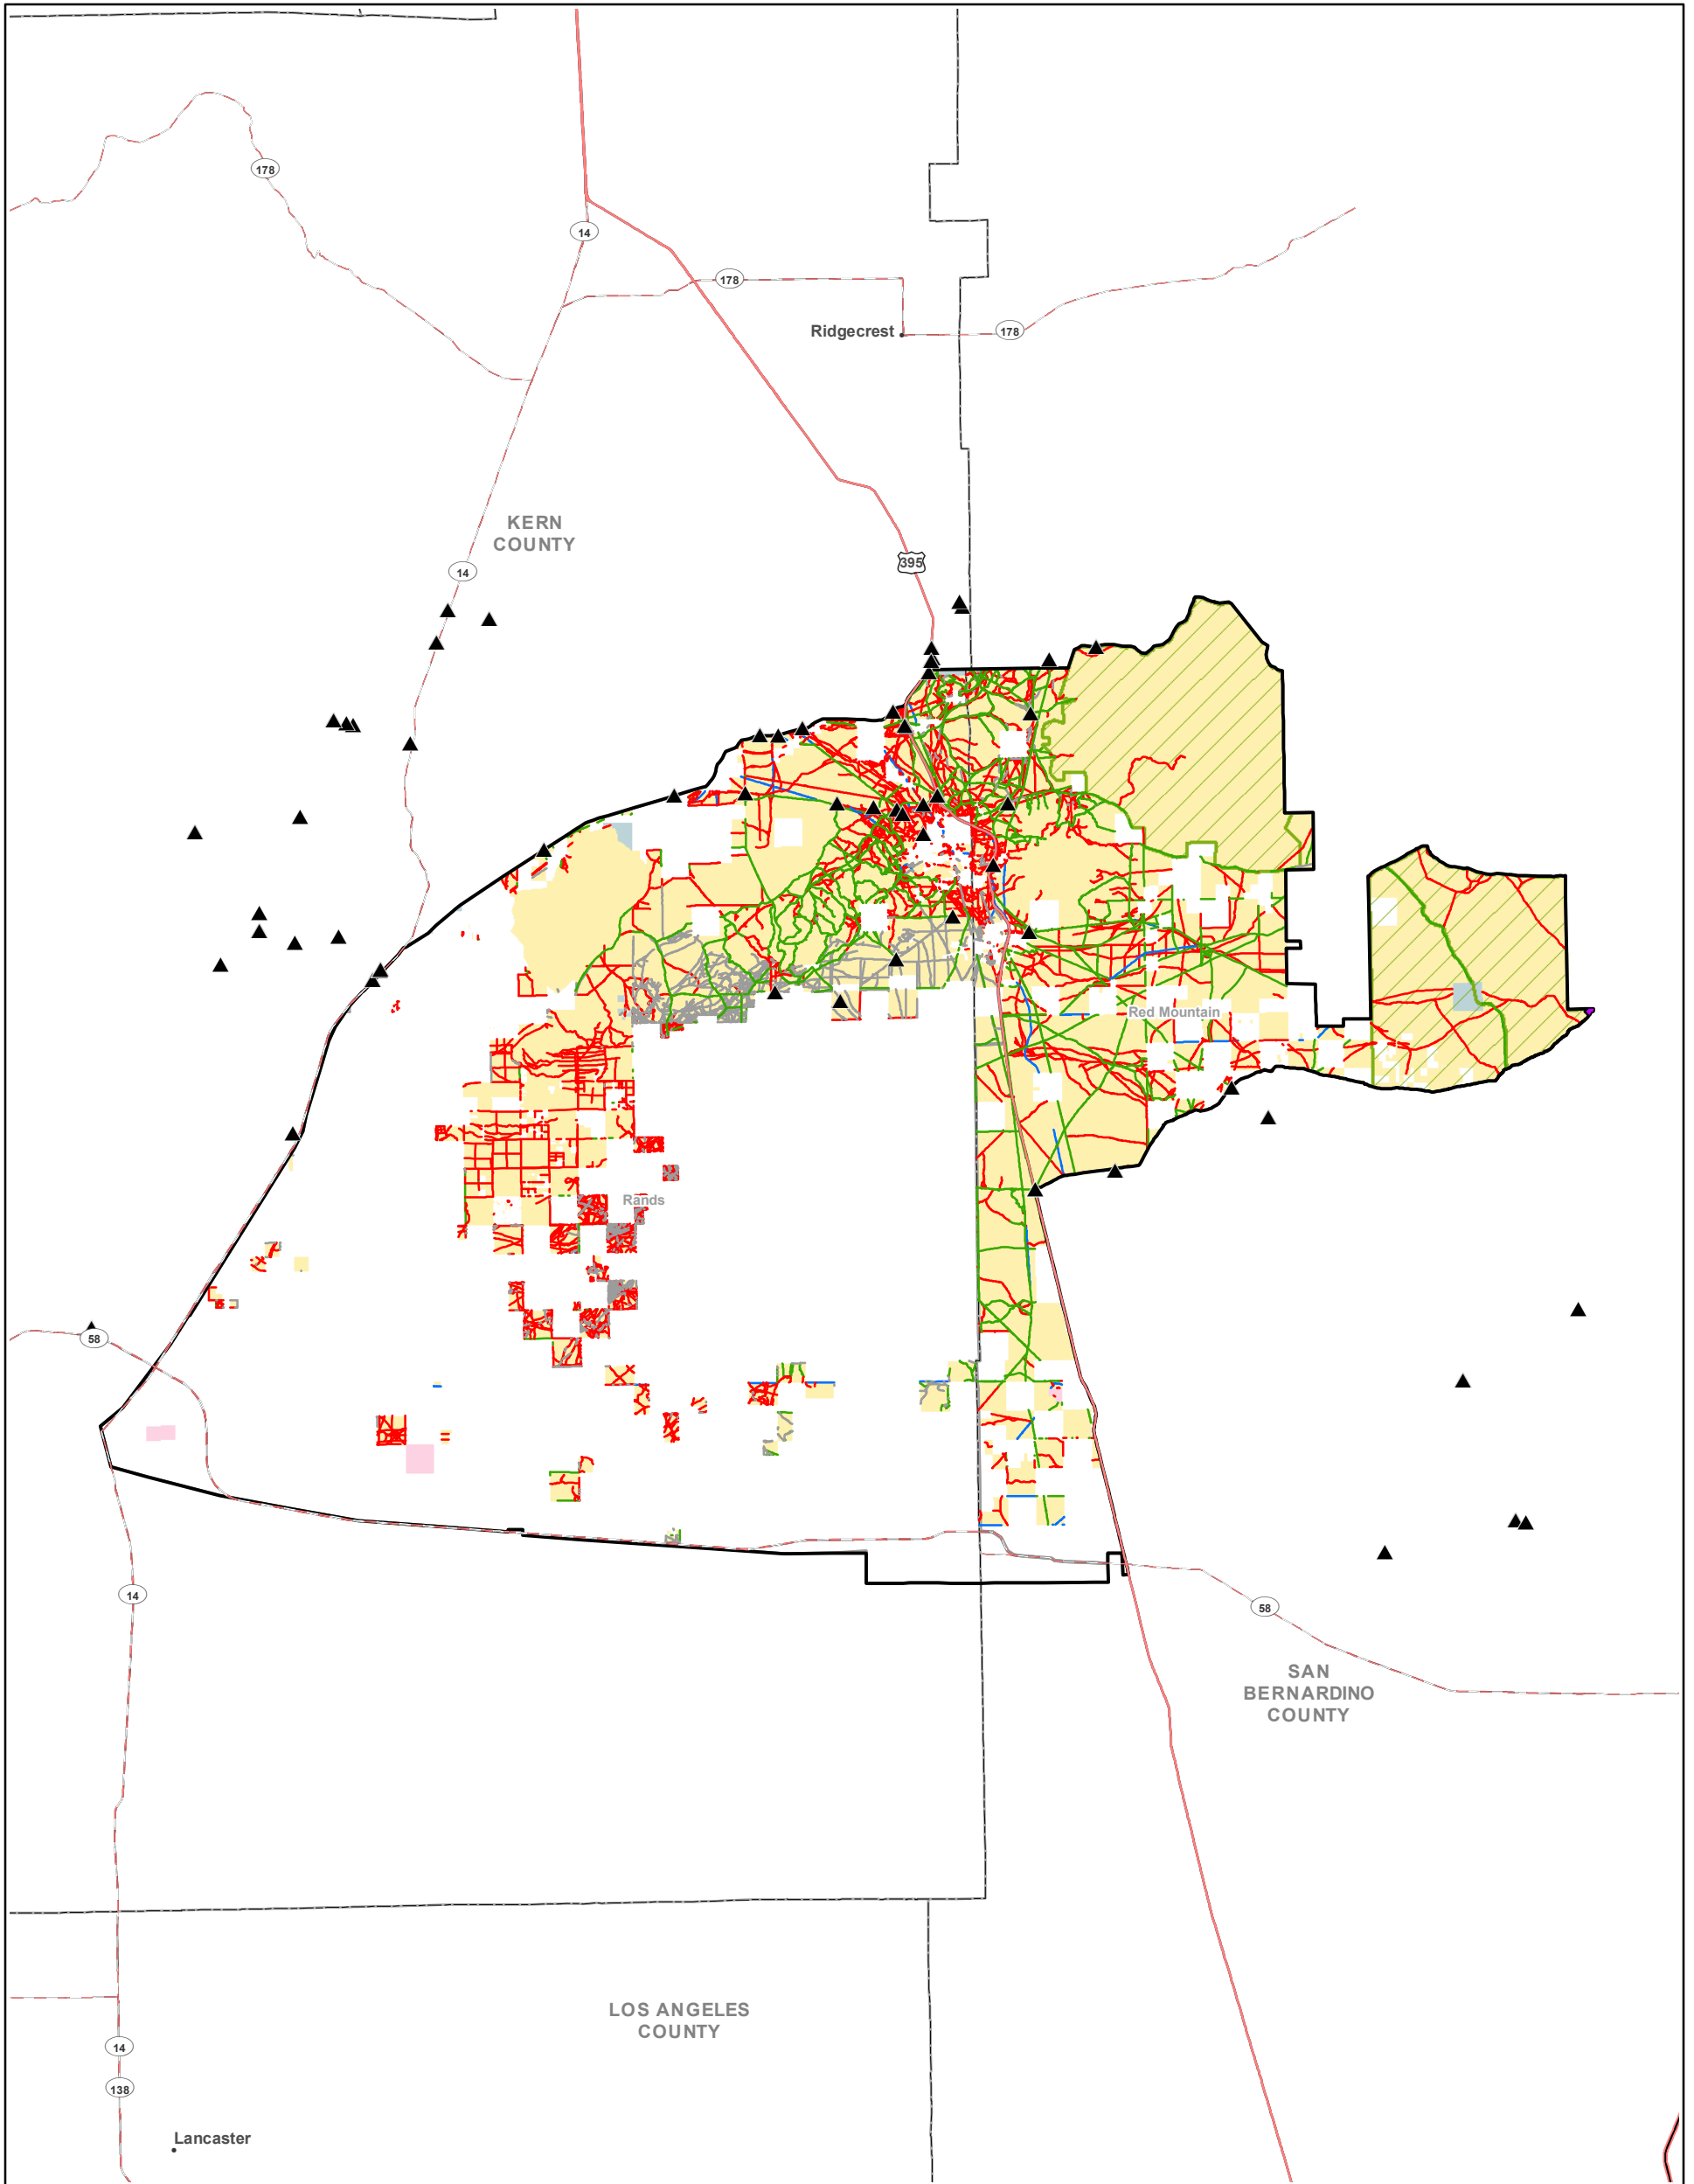 178
14
178
Ridgecrest
178
KERN
COUNTY
395
14
Red Mountain
Rands
58
14
58
SAN
BERNARDINO
COUNTY
LOS ANGELES
COUNTY
14
138
Lancaster